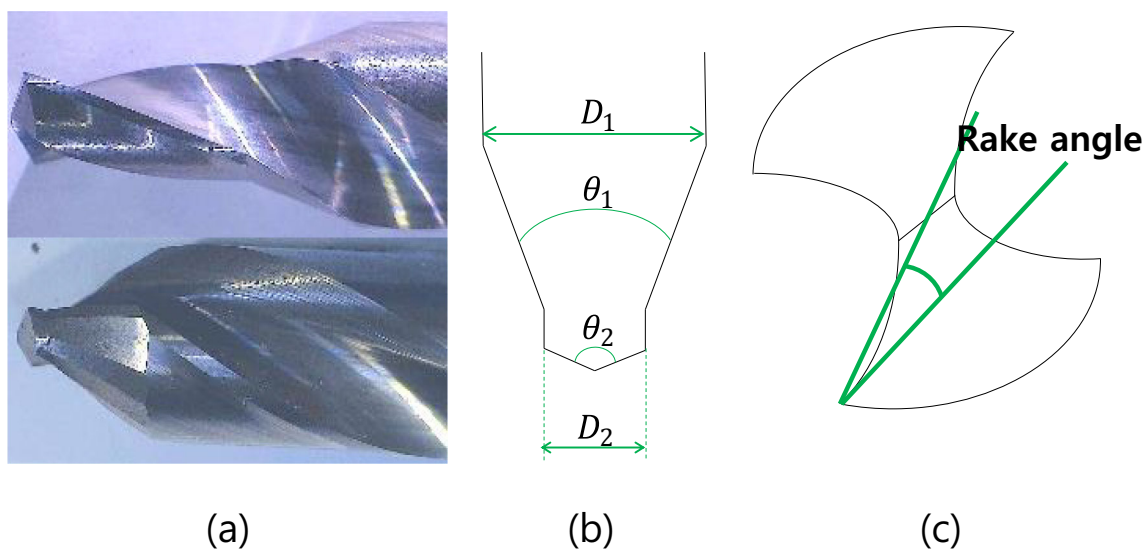 D₁
θ₁
θ₂
D₂
Rake angle
(a)
(b)
(c)